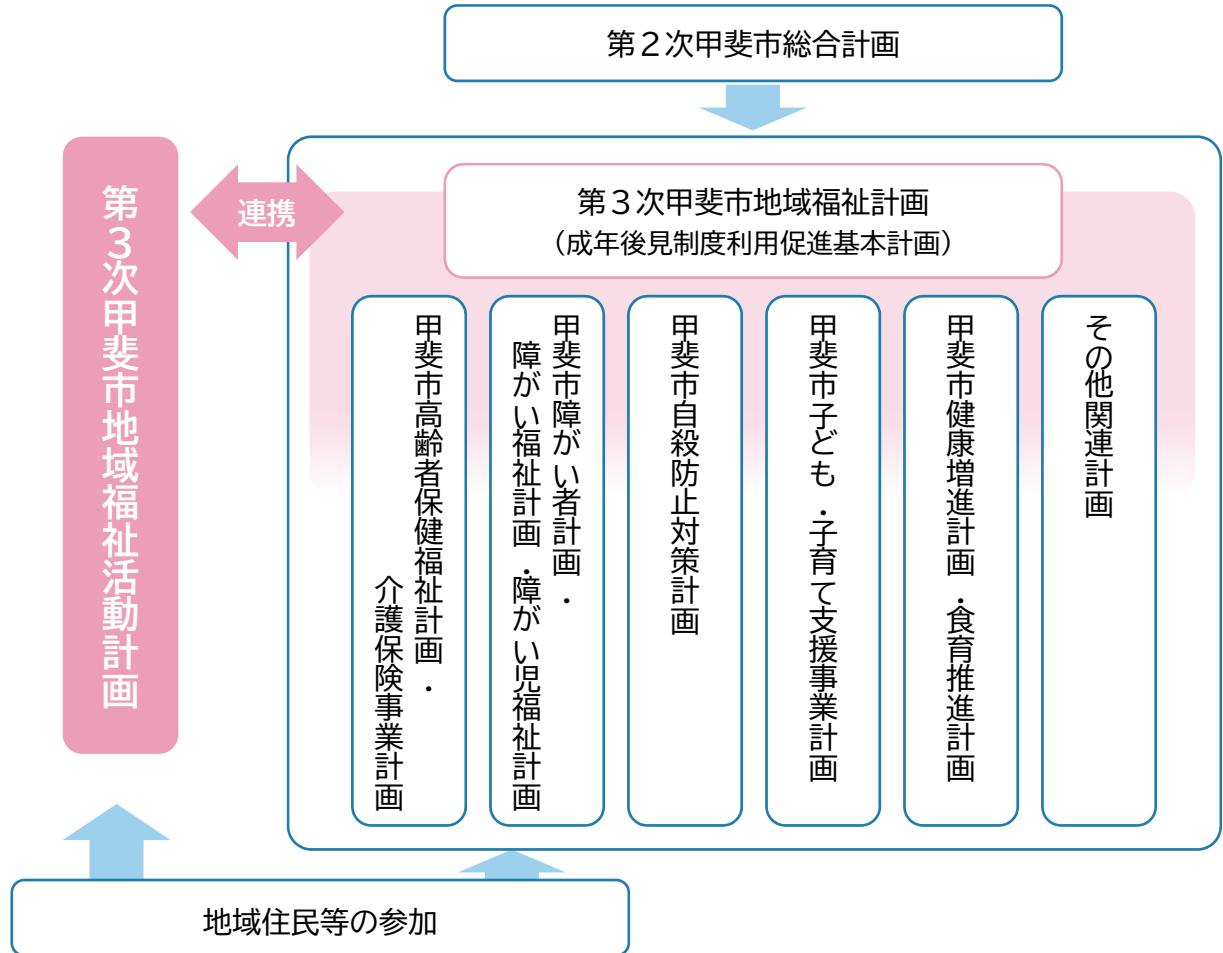 第２次甲斐市総合計画
第３次甲斐市地域福祉活動計画
連携
第３次甲斐市地域福祉計画
（成年後見制度利用促進基本計画）
甲斐市高齢者保健福祉計画・
介護保険事業計画
甲斐市障がい者計画・
障がい福祉計画・障がい児福祉計画
甲斐市自殺防止対策計画
甲斐市子ども・子育て支援事業計画
甲斐市健康増進計画・食育推進計画
その他関連計画
地域住民等の参加